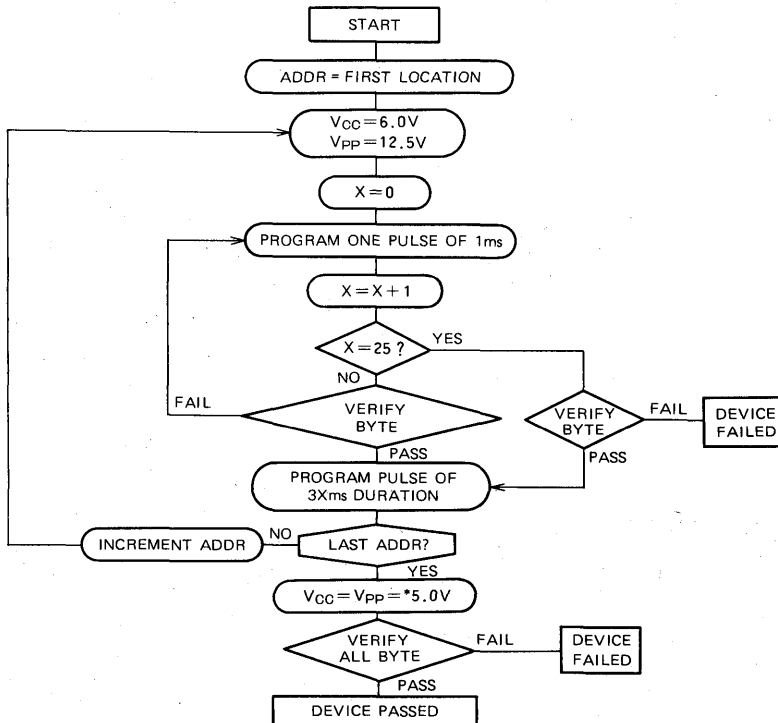 START
ADDR = FIRST LOCATION
VCC = 6.0V
VPP = 12.5V
X = 0
PROGRAM ONE PULSE OF 1ms
X = X + 1
X = 25 ?
YES
NO
FAIL
VERIFY
BYTE
PASS
VERIFY
BYTE
FAIL
DEVICE
FAILED
PASS
PROGRAM PULSE OF
3Xms DURATION
INCREMENT ADDR
NO
LAST ADDR?
YES
VCC = VPP = *5.0V
VERIFY
ALL BYTE
FAIL
DEVICE
FAILED
PASS
DEVICE PASSED